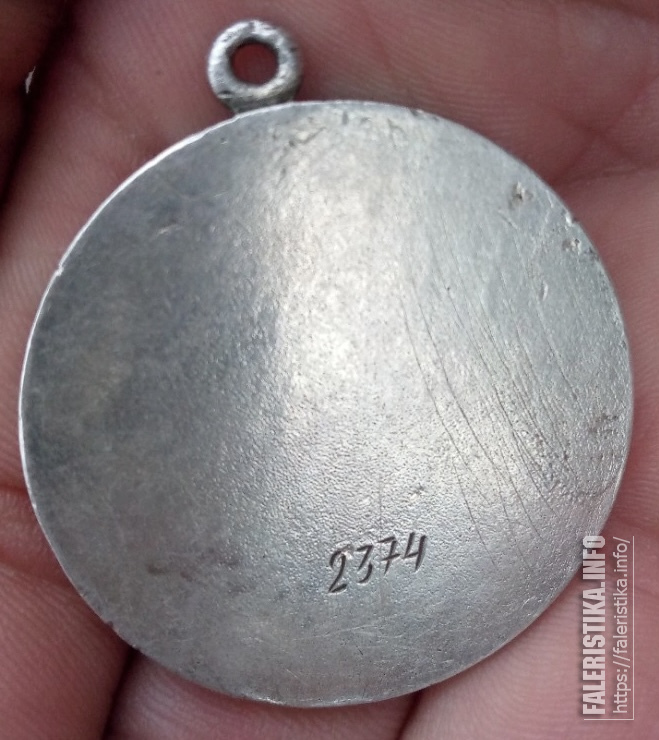 2374
FALERISTIKA.INFO
https://faleristika.info/